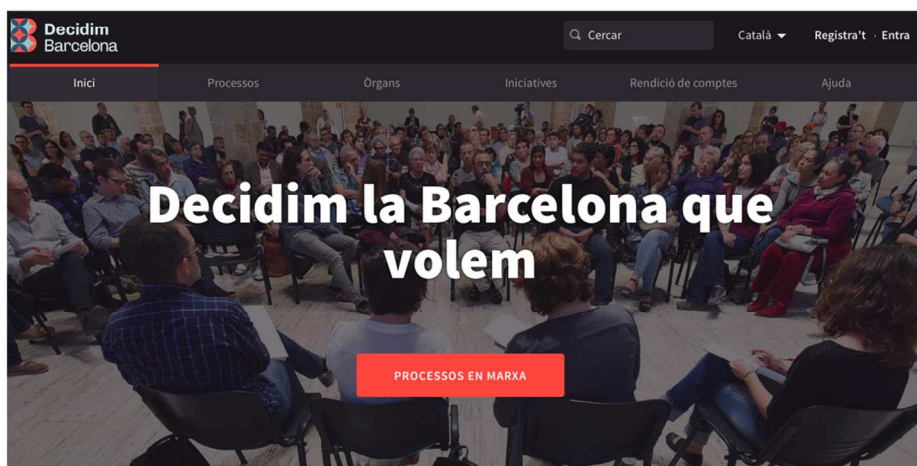 Decidim
Barcelona
Cercar
Català
Registra't · Entra
Inici
Processos
Òrgans
Iniciatives
Rendició de comptes
Ajuda
Decidim la Barcelona que
volem
PROCESSOS EN MARXA